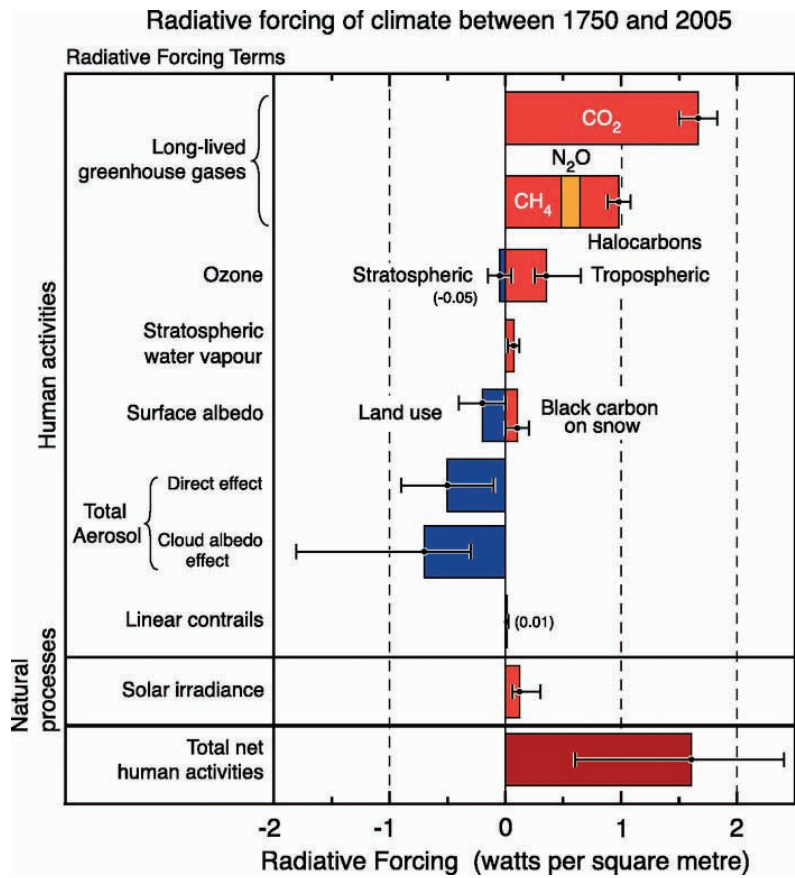 Radiative forcing of climate between 1750 and 2005
Radiative Forcing Terms
Human activities
Long-lived
greenhouse gases
CO₂
N₂O
CH₄
Halocarbons
Ozone
Stratospheric
(-0.05)
Tropospheric
Stratospheric
water vapour
Surface albedo
Land use
Black carbon
on snow
Total
Aerosol
Direct effect
Cloud albedo
effect
Linear contrails
(0.01)
Natural
processes
Solar irradiance
Total net
human activities
-2 -1 0 1 2
Radiative Forcing (watts per square metre)